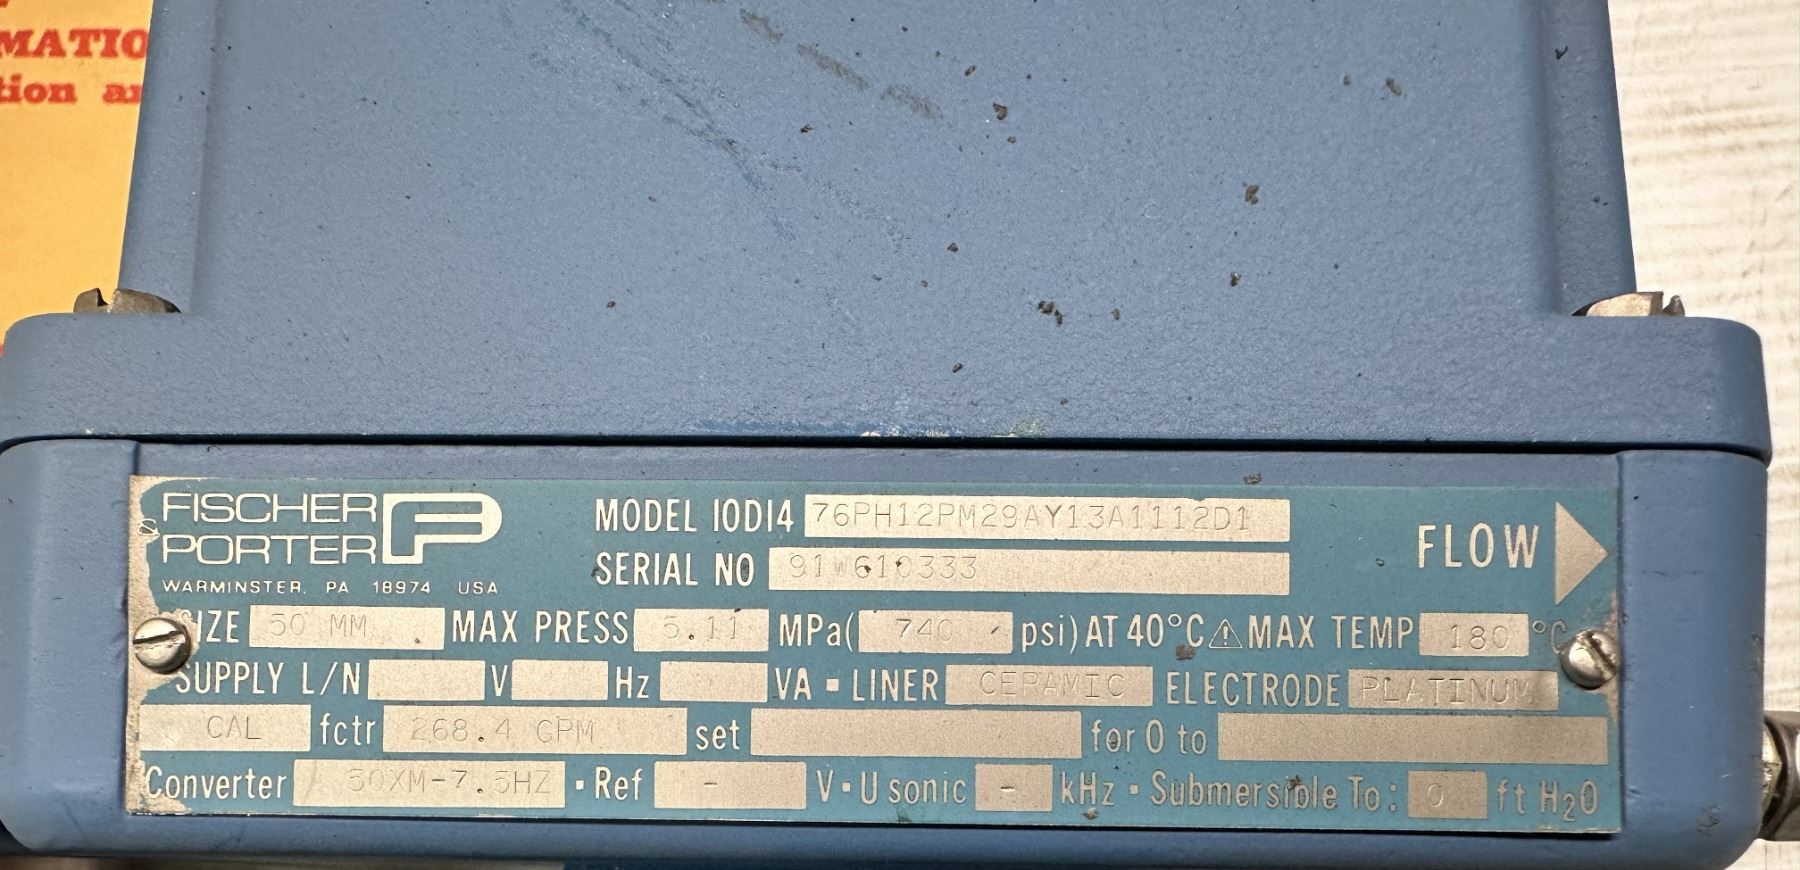 MATIO
tion a
FISCHER
PORTER
WARMINSTER, PA 18974 USA
MODEL 10D14 76PH12PM29AY13A1112D1
SERIAL NO 91W610333
FLOW
SIZE 50 MM MAX PRESS 5.11 MPa( 740 psi) AT 40°C ⚠ MAX TEMP 180 °C
SUPPLY L/N V Hz VA ▪ LINER CERAMIC ELECTRODE PLATINUM
CAL fctr 268.4 GPM set for 0 to
Converter 50XM-7.5HZ ▪ Ref - V ▪ U sonic - kHz ▪ Submersible To: 0 ft H₂O